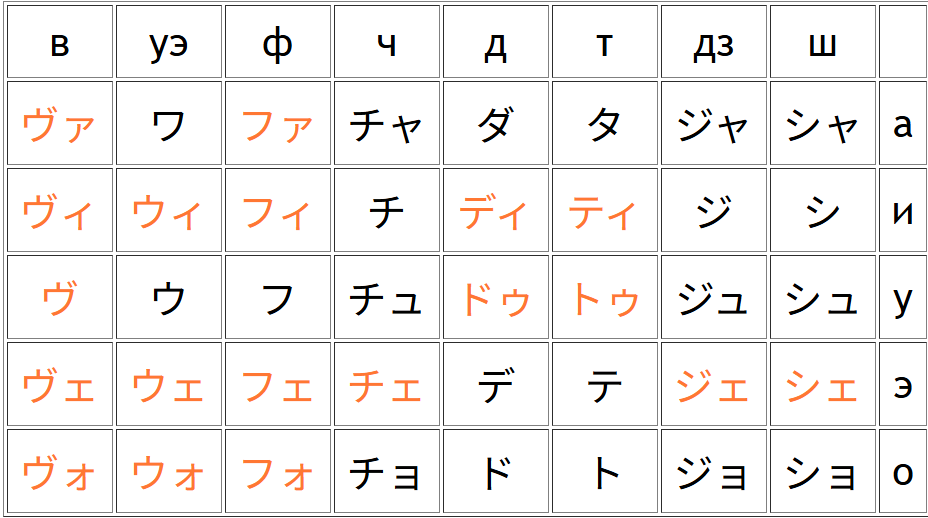 в уэ ф ч д т дз ш
ヴァ ワ ファ チャ ダ タ ジャ シャ а
ヴィ ウィ フィ チ ディ ティ ジ シ и
ヴ ウ フ チュ ドゥ トゥ ジュ シュ у
ヴェ ウェ フェ チェ デ テ ジェ シェ э
ヴォ ウォ フォ チョ ド ト ジョ ショ о